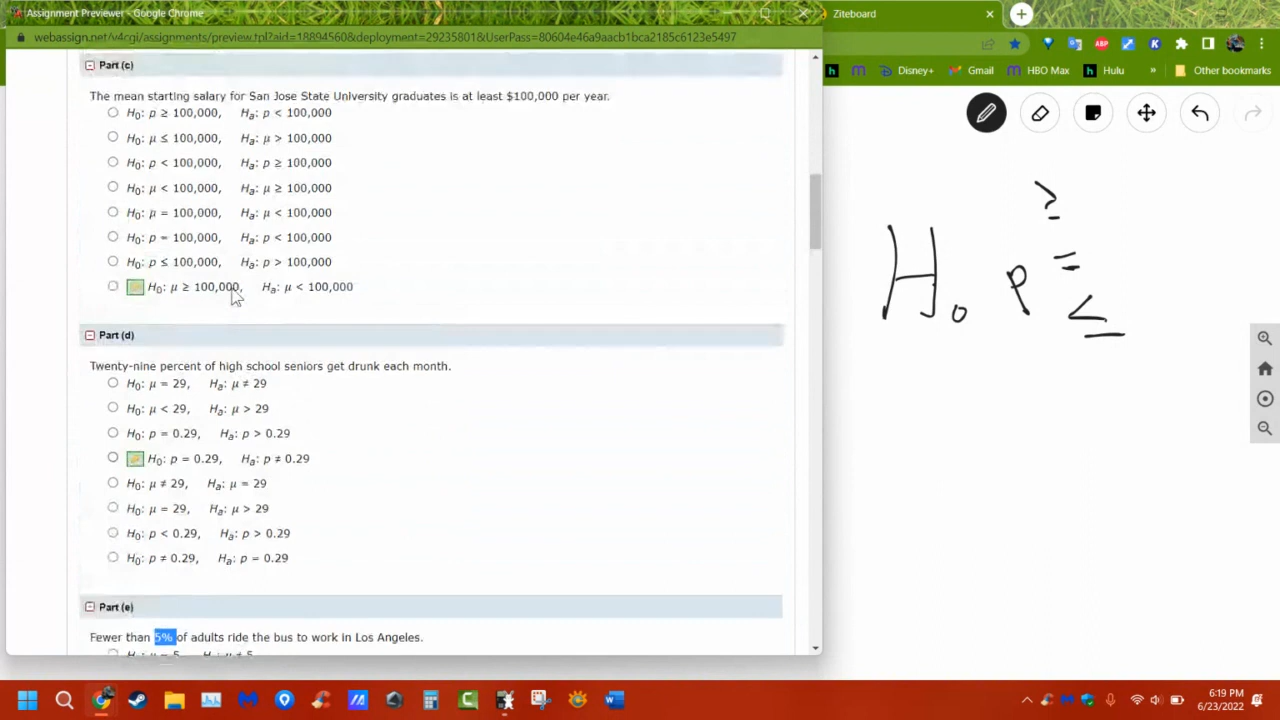 Assignment Previewer - Google Chrome
Ziteboard
webassign.net/v4cgi/assignments/preview.tpl?aid=18894560&deployment=29235801&UserPass=80604e46a9aacb1bca2185c6123e5497
Disney+ Gmail HBO Max Hulu » Other bookmarks
Part (c)
The mean starting salary for San Jose State University graduates is at least $100,000 per year.
H0: p ≥ 100,000, Ha: p < 100,000
H0: μ ≤ 100,000, Ha: μ > 100,000
H0: p < 100,000, Ha: p ≥ 100,000
H0: μ < 100,000, Ha: μ ≥ 100,000
H0: μ = 100,000, Ha: μ < 100,000
H0: p = 100,000, Ha: p < 100,000
H0: p ≤ 100,000, Ha: p > 100,000
H0: μ ≥ 100,000, Ha: μ < 100,000
Part (d)
Twenty-nine percent of high school seniors get drunk each month.
H0: μ = 29, Ha: μ ≠ 29
H0: μ < 29, Ha: μ > 29
H0: p = 0.29, Ha: p > 0.29
H0: p = 0.29, Ha: p ≠ 0.29
H0: μ ≠ 29, Ha: μ = 29
H0: μ = 29, Ha: μ > 29
H0: p < 0.29, Ha: p > 0.29
H0: p ≠ 0.29, Ha: p = 0.29
Part (e)
Fewer than 5% of adults ride the bus to work in Los Angeles.
H0: μ = 5, Ha: μ ≠ 5
≥
H0 p =
≤
6:19 PM
6/23/2022